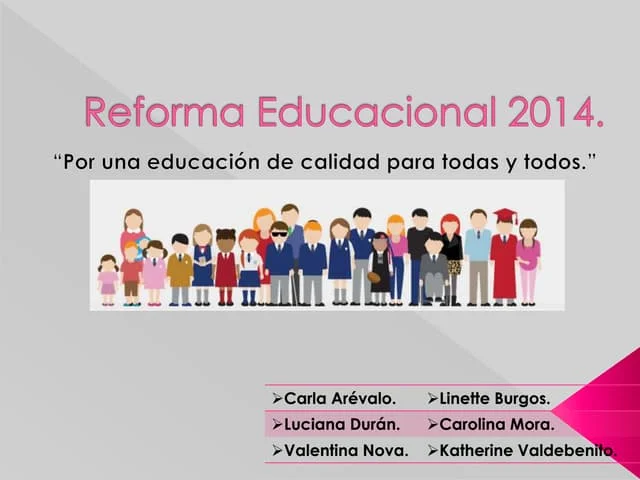 Reforma Educacional 2014.
“Por una educación de calidad para todas y todos.”
➢Carla Arévalo. ➢Linette Burgos.
➢Luciana Durán. ➢Carolina Mora.
➢Valentina Nova. ➢Katherine Valdebenito.